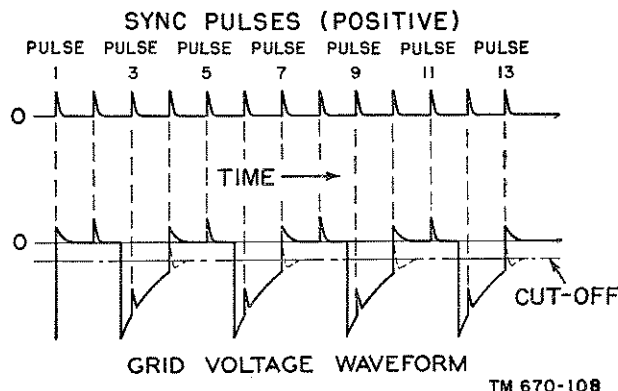 SYNC PULSES (POSITIVE)
PULSE PULSE PULSE PULSE PULSE PULSE PULSE
1 3 5 7 9 11 13
0
TIME
0
CUT-OFF
GRID VOLTAGE WAVEFORM
TM 670-108